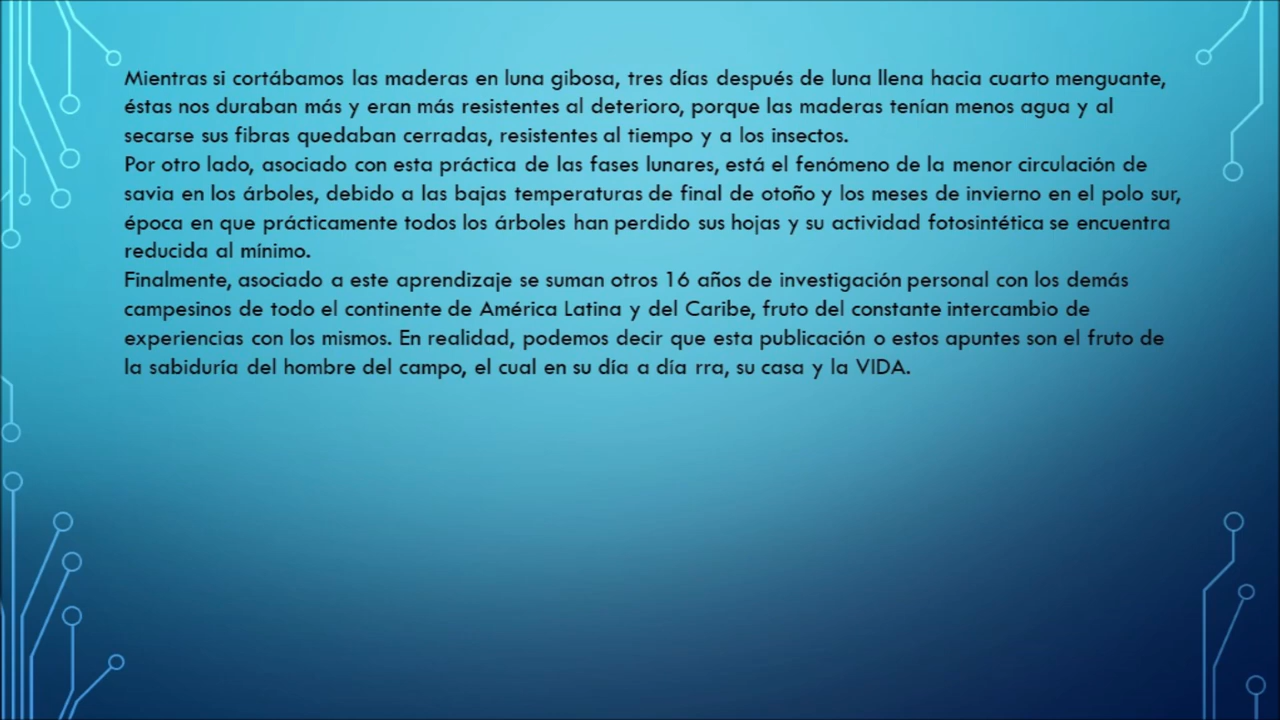 Mientras si cortábamos las maderas en luna gibosa, tres días después de luna llena hacia cuarto menguante,
éstas nos duraban más y eran más resistentes al deterioro, porque las maderas tenían menos agua y al
secarse sus fibras quedaban cerradas, resistentes al tiempo y a los insectos.
Por otro lado, asociado con esta práctica de las fases lunares, está el fenómeno de la menor circulación de
savia en los árboles, debido a las bajas temperaturas de final de otoño y los meses de invierno en el polo sur,
época en que prácticamente todos los árboles han perdido sus hojas y su actividad fotosintética se encuentra
reducida al mínimo.
Finalmente, asociado a este aprendizaje se suman otros 16 años de investigación personal con los demás
campesinos de todo el continente de América Latina y del Caribe, fruto del constante intercambio de
experiencias con los mismos. En realidad, podemos decir que esta publicación o estos apuntes son el fruto de
la sabiduría del hombre del campo, el cual en su día a día rra, su casa y la VIDA.